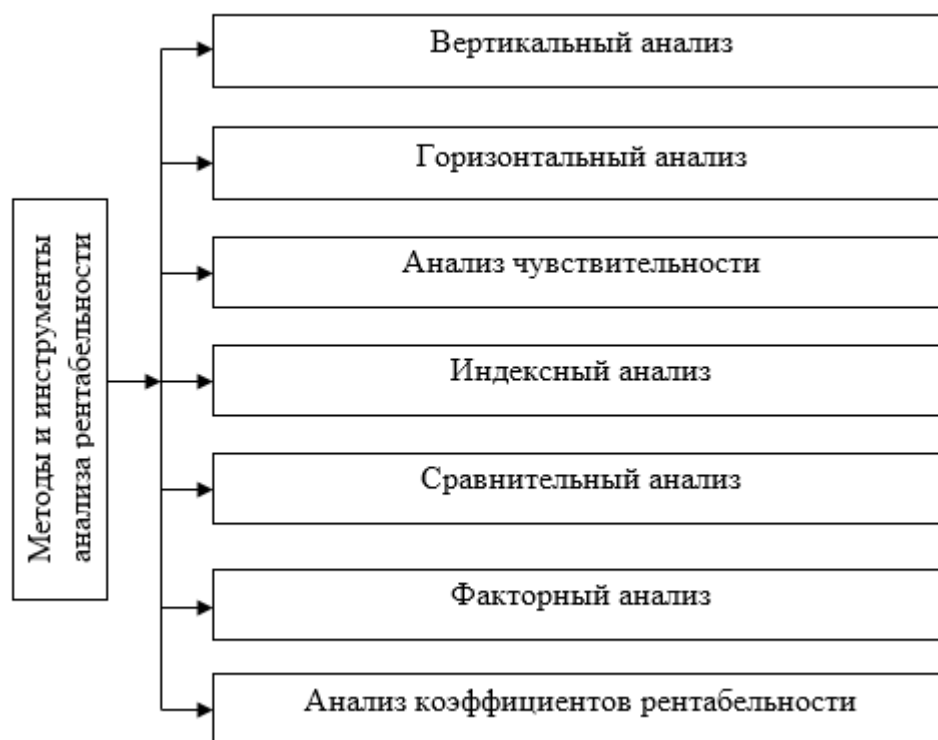 Методы и инструменты
анализа рентабельности
Вертикальный анализ
Горизонтальный анализ
Анализ чувствительности
Индексный анализ
Сравнительный анализ
Факторный анализ
Анализ коэффициентов рентабельности